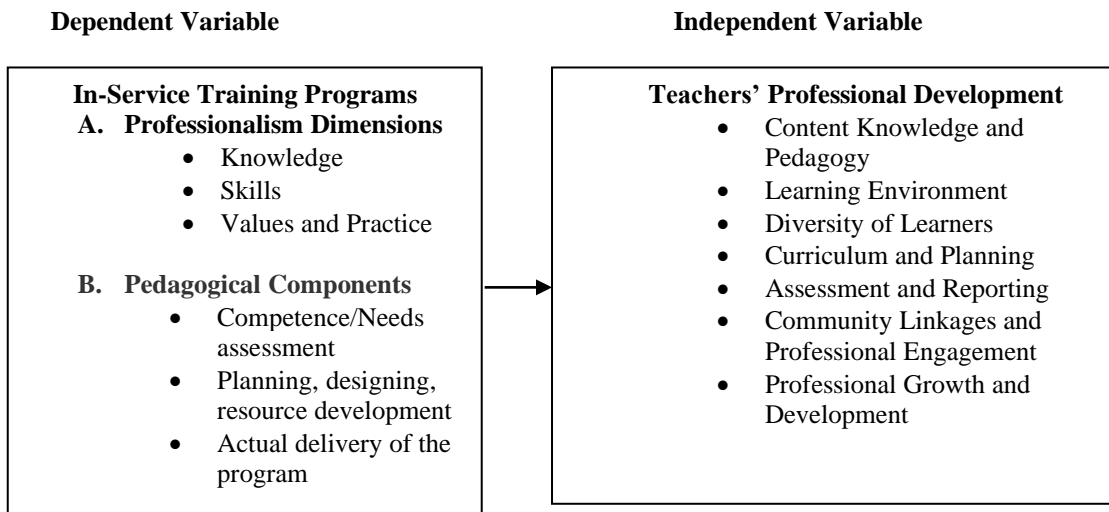 Dependent Variable
Independent Variable
In-Service Training Programs
A. Professionalism Dimensions
• Knowledge
• Skills
• Values and Practice
B. Pedagogical Components
• Competence/Needs
assessment
• Planning, designing,
resource development
• Actual delivery of the
program
Teachers’ Professional Development
• Content Knowledge and
Pedagogy
• Learning Environment
• Diversity of Learners
• Curriculum and Planning
• Assessment and Reporting
• Community Linkages and
Professional Engagement
• Professional Growth and
Development